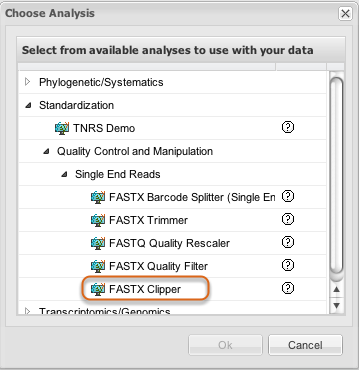 Choose Analysis
Select from available analyses to use with your data
Phylogenetic/Systematics
Standardization
TNRS Demo
Quality Control and Manipulation
Single End Reads
FASTX Barcode Splitter (Single En
FASTX Trimmer
FASTQ Quality Rescaler
FASTX Quality Filter
FASTX Clipper
Transcriptomics/Genomics
Ok
Cancel